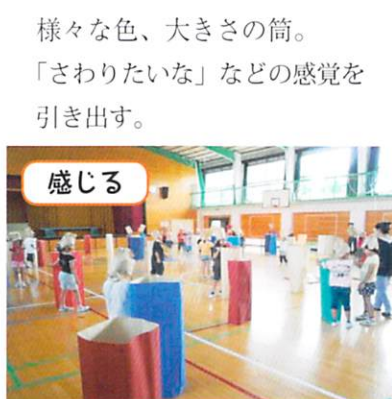 様々な色、大きさの筒。
「さわりたいな」などの感覚を
引き出す。
感じる